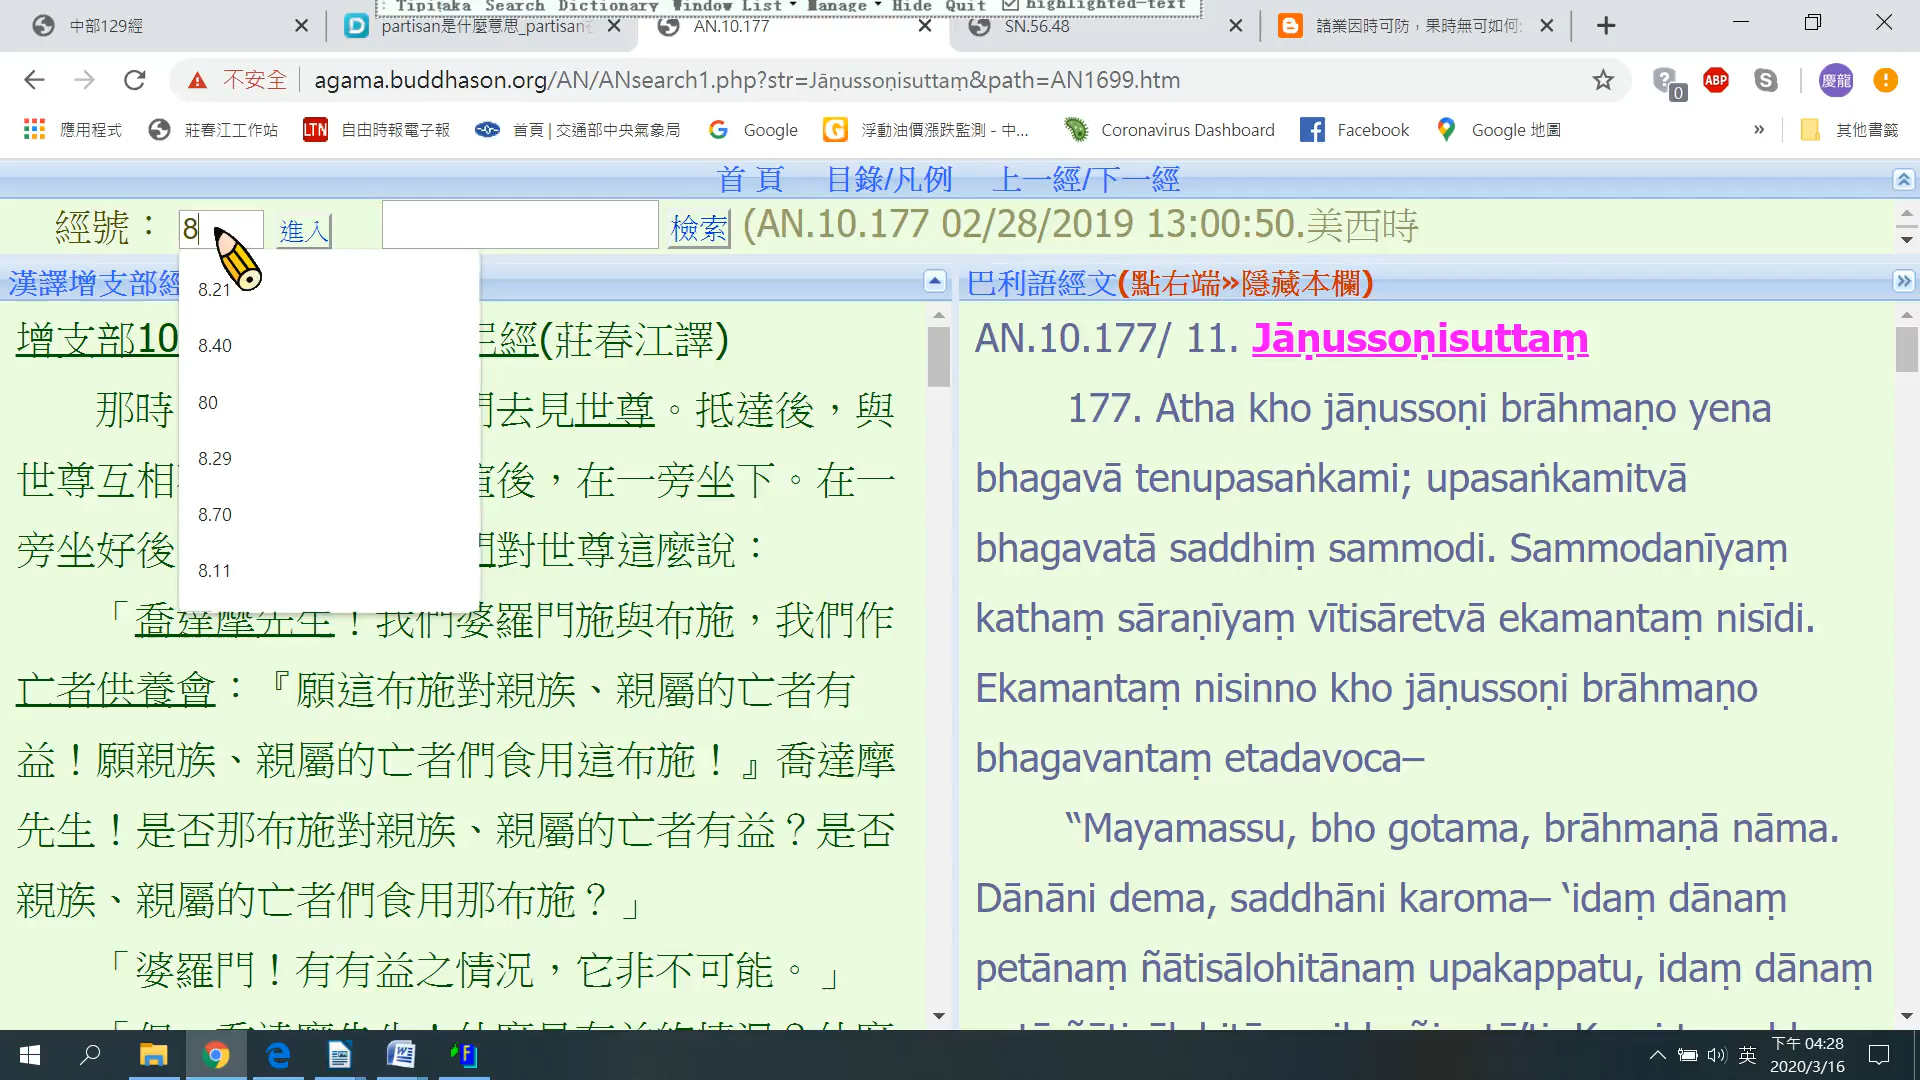 : Tipiṭaka Search Dictionary Window List Manage Hide Quit highlighted-text
中部129經
partisan是什麼意思_partisan在
AN.10.177
SN.56.48
諸業因時可防，果時無可如何:
不安全 agama.buddhason.org/AN/ANsearch1.php?str=Jāṇussoṇisuttaṃ&path=AN1699.htm
0 ABP 慶龍
應用程式 莊春江工作站 LTN 自由時報電子報 首頁 | 交通部中央氣象局 Google 浮動油價漲跌監測 - 中... Coronavirus Dashboard Facebook Google 地圖 » 其他書籤
首 頁 目錄/凡例 上一經/下一經
經號： 8 進入 檢索 (AN.10.177 02/28/2019 13:00:50.美西時
8.21
8.40
80
8.29
8.70
8.11
漢譯增支部經
增支部10 尼經(莊春江譯)
那時 門去見世尊。抵達後，與
世尊互相 後，在一旁坐下。在一
旁坐好後 們對世尊這麼說：
「喬達摩先生！我們婆羅門施與布施，我們作
亡者供養會：『願這布施對親族、親屬的亡者有
益！願親族、親屬的亡者們食用這布施！』喬達摩
先生！是否那布施對親族、親屬的亡者有益？是否
親族、親屬的亡者們食用那布施？」
「婆羅門！有有益之情況，它非不可能。」
巴利語經文(點右端»隱藏本欄)
AN.10.177/ 11. Jāṇussoṇisuttaṃ
177. Atha kho jāṇussoṇi brāhmaṇo yena
bhagavā tenupasaṅkami; upasaṅkamitvā
bhagavatā saddhiṃ sammodi. Sammodanīyaṃ
kathaṃ sāraṇīyaṃ vītisāretvā ekamantaṃ nisīdi.
Ekamantaṃ nisinno kho jāṇussoṇi brāhmaṇo
bhagavantaṃ etadavoca–
“Mayamassu, bho gotama, brāhmaṇā nāma.
Dānāni dema, saddhāni karoma– ‘idaṃ dānaṃ
petānaṃ ñātisālohitānaṃ upakappatu, idaṃ dānaṃ
英
下午 04:28
2020/3/16